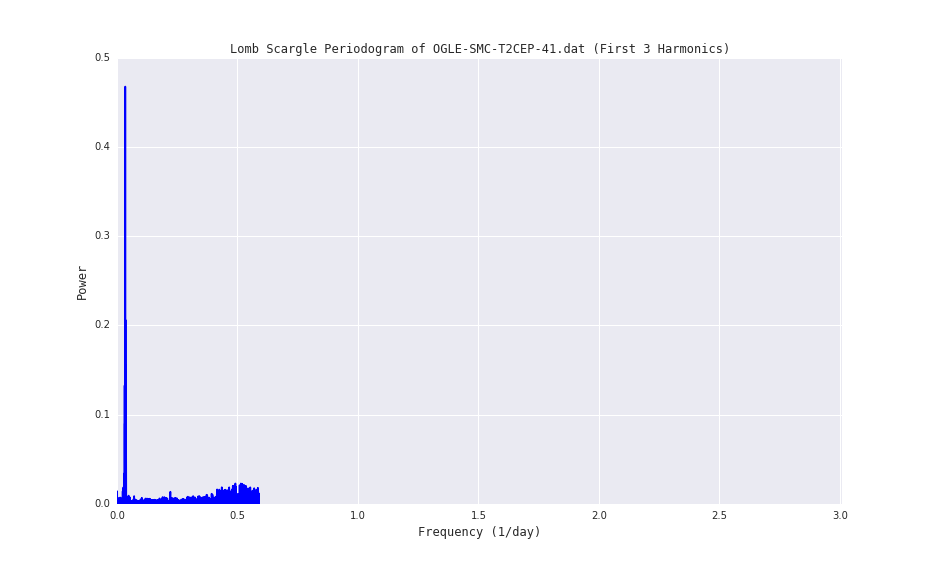 Lomb Scargle Periodogram of OGLE-SMC-T2CEP-41.dat (First 3 Harmonics)
0.5
0.4
0.3
0.2
0.1
0.0
Power
0.0 0.5 1.0 1.5 2.0 2.5 3.0
Frequency (1/day)